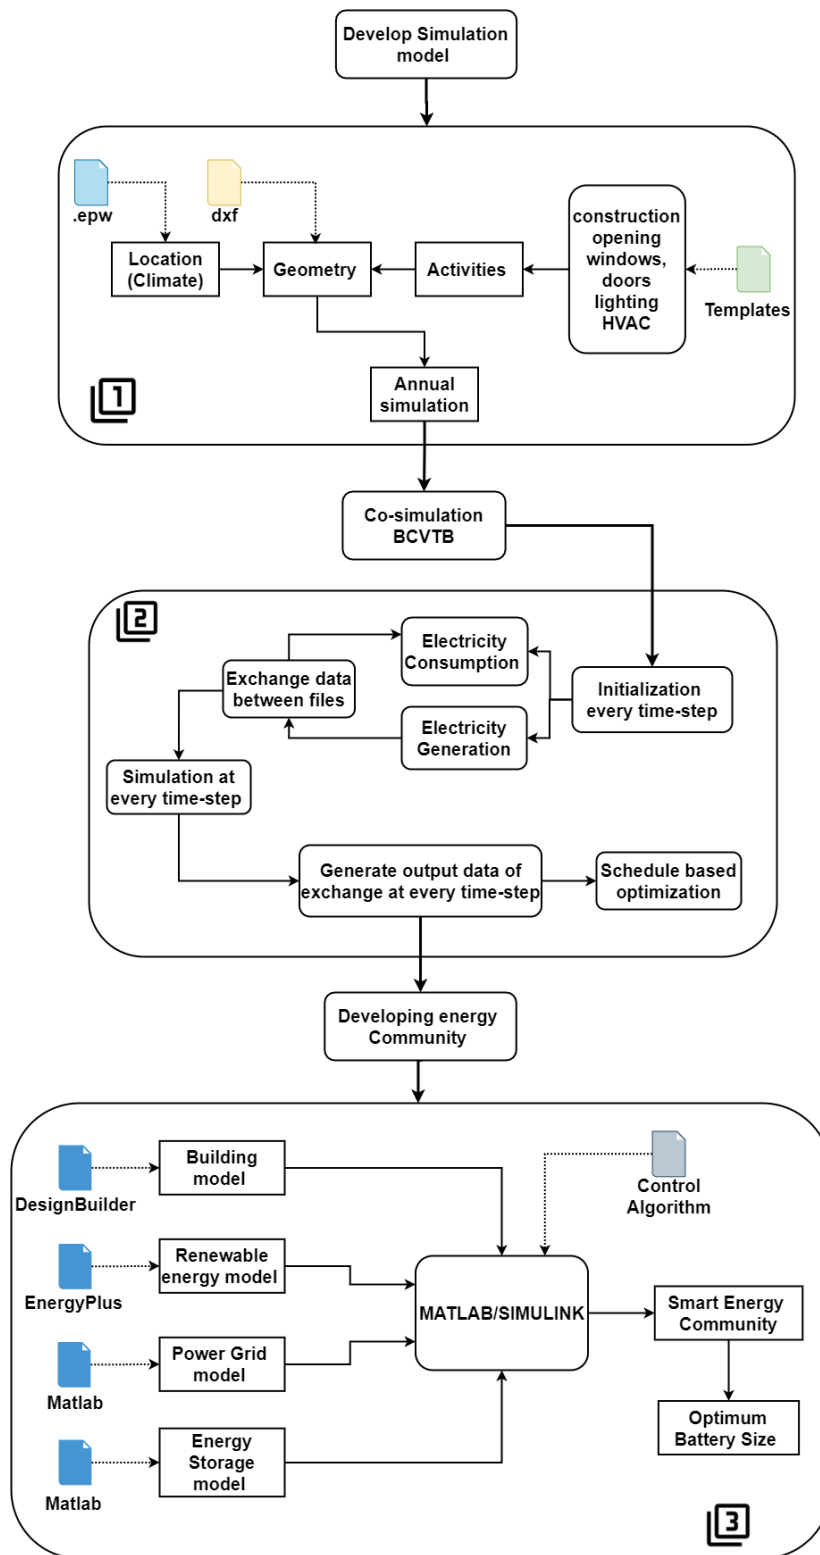 Develop Simulation
model
.epw
dxf
Location
(Climate)
Geometry
Activities
construction
opening
windows,
doors
lighting
HVAC
Templates
Annual
simulation
1
Co-simulation
BCVTB
2
Electricity
Consumption
Exchange data
between files
Initialization
every time-step
Electricity
Generation
Simulation at
every time-step
Generate output data of
exchange at every time-step
Schedule based
optimization
Developing energy
Community
DesignBuilder
Building
model
Control
Algorithm
EnergyPlus
Renewable
energy model
MATLAB/SIMULINK
Smart Energy
Community
Matlab
Power Grid
model
Optimum
Battery Size
Matlab
Energy
Storage
model
3